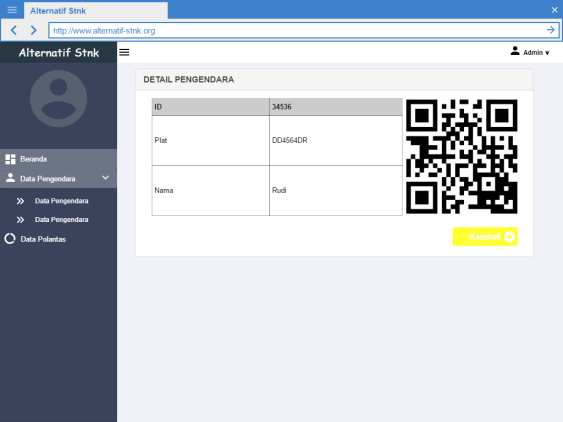 Alternatif Stnk
http://www.alternatif-stnk.org
Alternatif Stnk
Admin
DETAIL PENGENDARA
ID 34536
Plat DD4564DR
Nama Rudi
Beranda
Data Pengendara
Data Pengendara
Data Pengendara
Data Polantas
Kembali